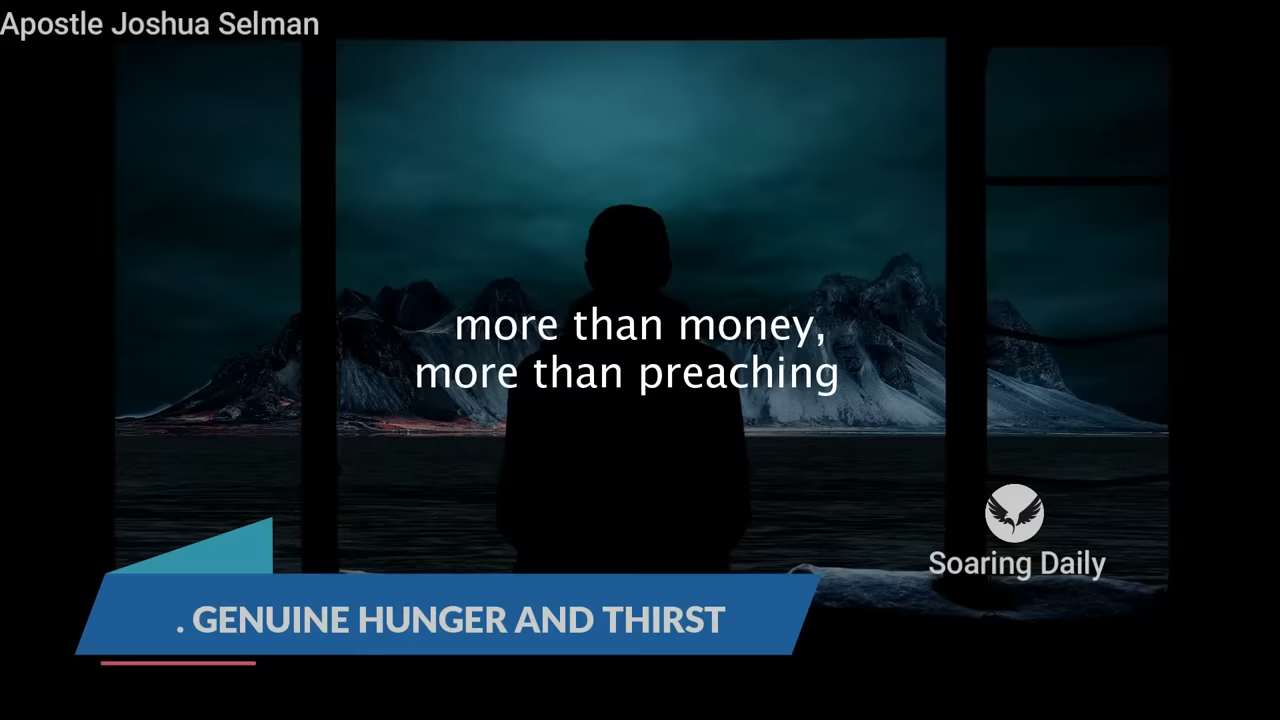 Apostle Joshua Selman
more than money,
more than preaching
Soaring Daily
. GENUINE HUNGER AND THIRST